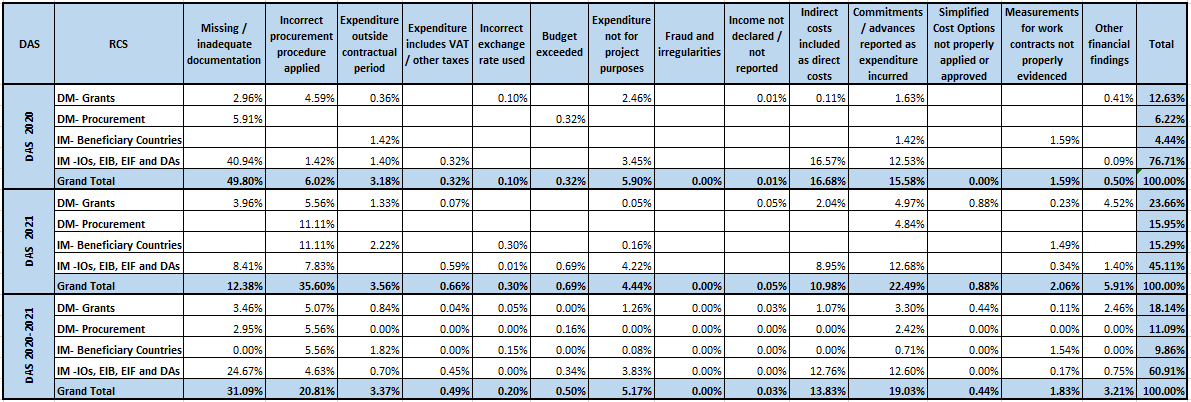 DAS RCS Missing / inadequate documentation Incorrect procurement procedure applied Expenditure outside contractual period Expenditure includes VAT / other taxes Incorrect exchange rate used Budget exceeded Expenditure not for project purposes Fraud and irregularities Income not declared / not reported Indirect costs included as direct costs Commitments / advances reported as expenditure incurred Simplified Cost Options not properly applied or approved Measurements for work contracts not properly evidenced Other financial findings Total
DAS 2020
DM- Grants 2.96% 4.59% 0.36% 0.10% 2.46% 0.01% 0.11% 1.63% 0.41% 12.63%
DM- Procurement 5.91% 0.32% 6.22%
IM- Beneficiary Countries 1.42% 1.42% 1.59% 4.44%
IM -IOs, EIB, EIF and DAs 40.94% 1.42% 1.40% 0.32% 3.45% 16.57% 12.53% 0.09% 76.71%
Grand Total 49.80% 6.02% 3.18% 0.32% 0.10% 0.32% 5.90% 0.00% 0.01% 16.68% 15.58% 0.00% 1.59% 0.50% 100.00%
DAS 2021
DM- Grants 3.96% 5.56% 1.33% 0.07% 0.05% 0.05% 2.04% 4.97% 0.88% 0.23% 4.52% 23.66%
DM- Procurement 11.11% 4.84% 15.95%
IM- Beneficiary Countries 11.11% 2.22% 0.30% 0.16% 1.49% 15.29%
IM -IOs, EIB, EIF and DAs 8.41% 7.83% 0.59% 0.01% 0.69% 4.22% 8.95% 12.68% 0.34% 1.40% 45.11%
Grand Total 12.38% 35.60% 3.56% 0.66% 0.30% 0.69% 4.44% 0.00% 0.05% 10.98% 22.49% 0.88% 2.06% 5.91% 100.00%
DAS 2020-2021
DM- Grants 3.46% 5.07% 0.84% 0.04% 0.05% 0.00% 1.26% 0.00% 0.03% 1.07% 3.30% 0.44% 0.11% 2.46% 18.14%
DM- Procurement 2.95% 5.56% 0.00% 0.00% 0.00% 0.16% 0.00% 0.00% 0.00% 0.00% 2.42% 0.00% 0.00% 0.00% 11.09%
IM- Beneficiary Countries 0.00% 5.56% 1.82% 0.00% 0.15% 0.00% 0.08% 0.00% 0.00% 0.00% 0.71% 0.00% 1.54% 0.00% 9.86%
IM -IOs, EIB, EIF and DAs 24.67% 4.63% 0.70% 0.45% 0.00% 0.34% 3.83% 0.00% 0.00% 12.76% 12.60% 0.00% 0.17% 0.75% 60.91%
Grand Total 31.09% 20.81% 3.37% 0.49% 0.20% 0.50% 5.17% 0.00% 0.03% 13.83% 19.03% 0.44% 1.83% 3.21% 100.00%